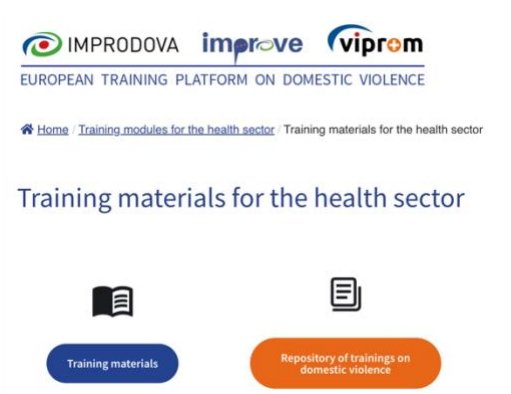 IMPRODOVA improve viprom
EUROPEAN TRAINING PLATFORM ON DOMESTIC VIOLENCE
Home / Training modules for the health sector / Training materials for the health sector
Training materials for the health sector
Training materials
Repository of trainings on
domestic violence